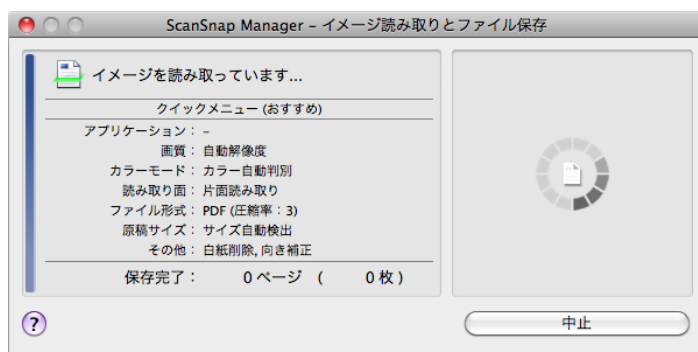 ScanSnap Manager – イメージ読み取りとファイル保存
イメージを読み取っています...
クイックメニュー (おすすめ)
アプリケーション： –
画質： 自動解像度
カラーモード： カラー自動判別
読み取り面： 片面読み取り
ファイル形式： PDF (圧縮率：3)
原稿サイズ： サイズ自動検出
その他： 白紙削除, 向き補正
保存完了： 0 ページ ( 0 枚 )
?
中止